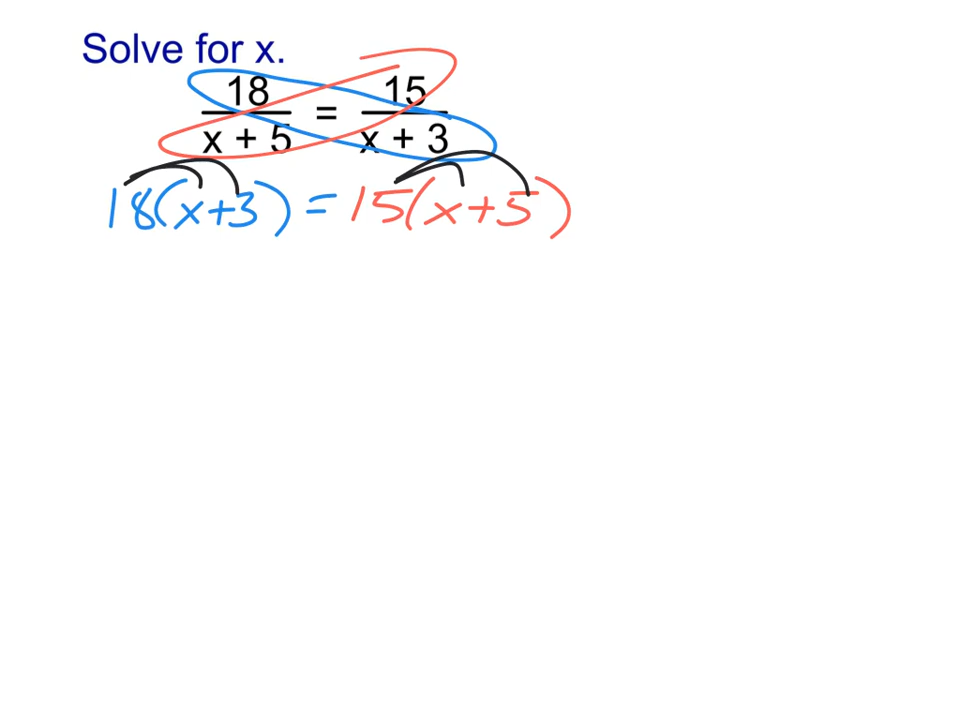 Solve for x.
18 15
=
x + 5 x + 3
18(x+3) = 15(x+5)